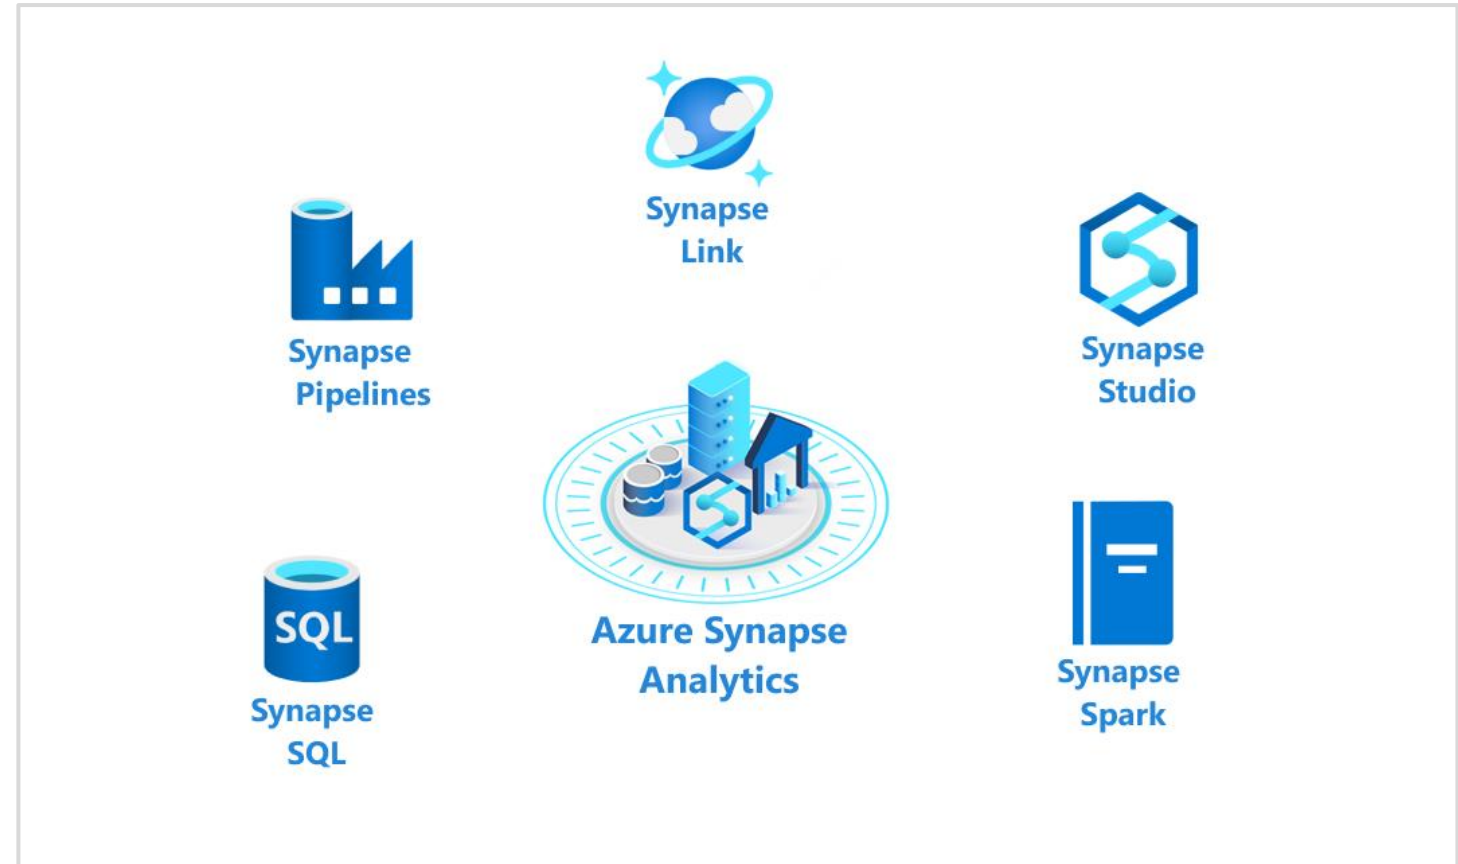 Synapse
Link
Synapse
Pipelines
Synapse
Studio
Azure Synapse
Analytics
SQL
Synapse
SQL
Synapse
Spark